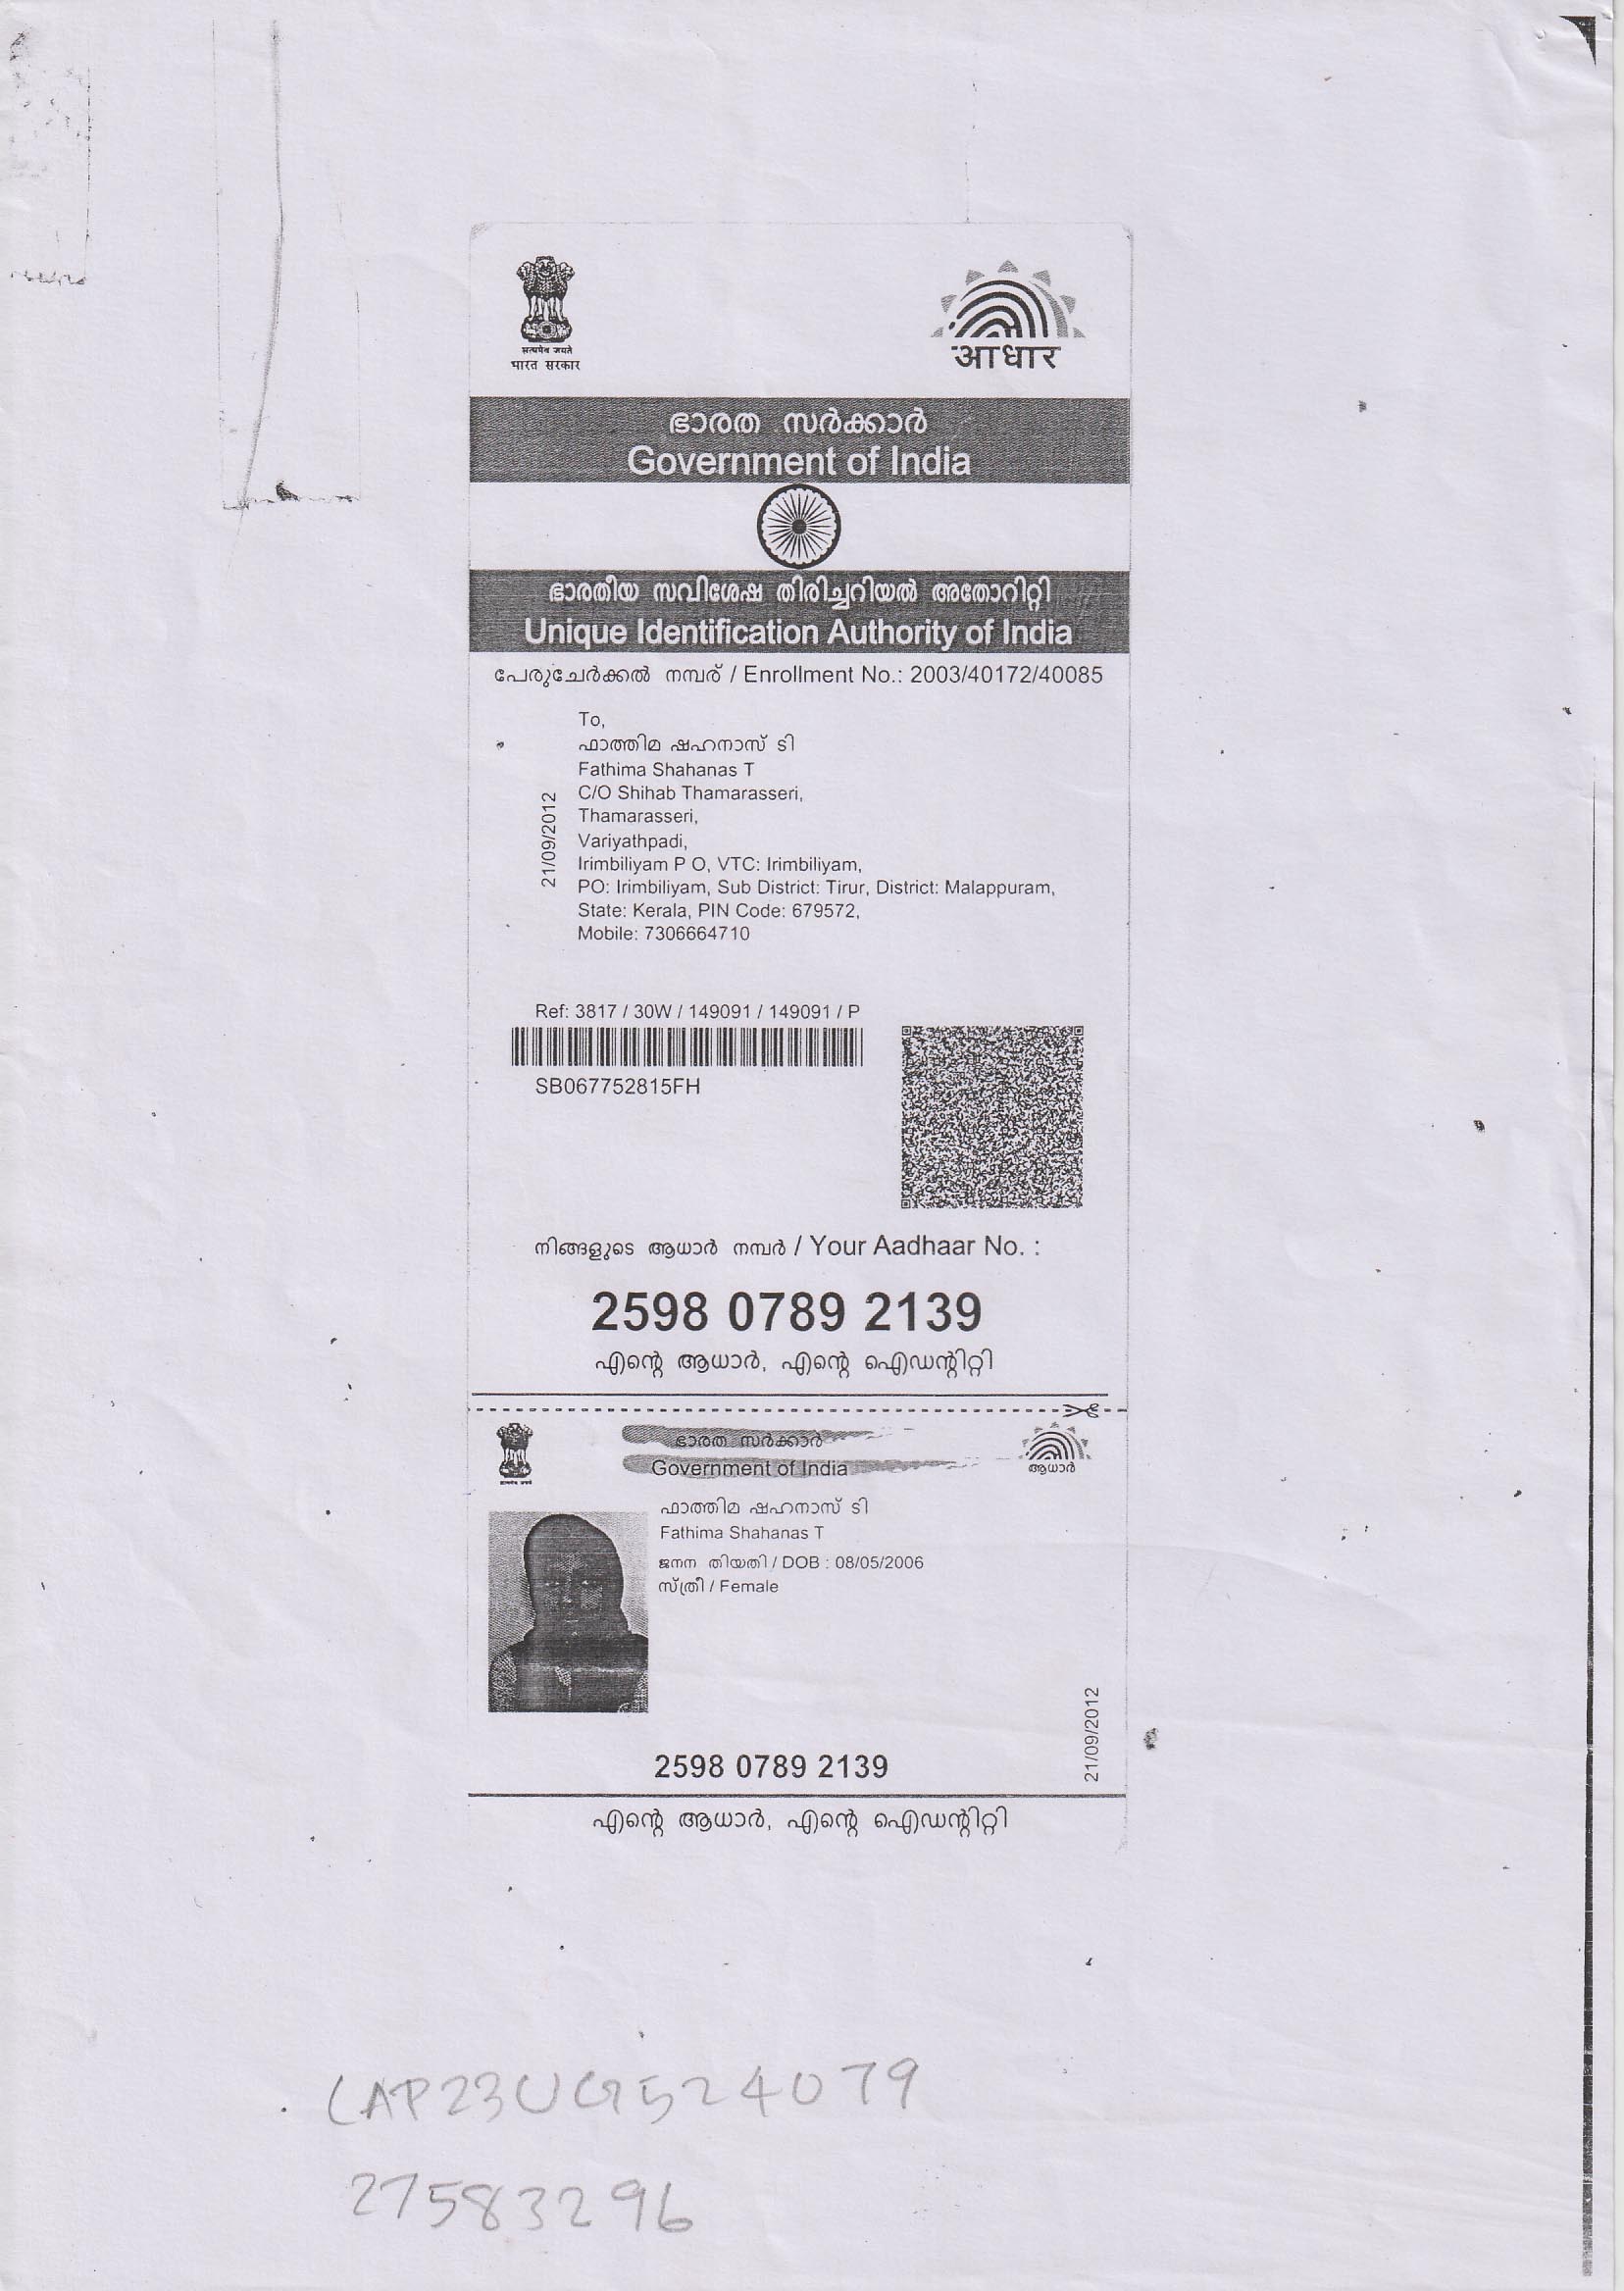 सत्यमेव जयते
भारत सरकार
आधार
ഭാരത സർക്കാർ
Government of India
ഭാരതീയ സവിശേഷ തിരിച്ചറിയൽ അതോറിറ്റി
Unique Identification Authority of India
പേരുചേർക്കൽ നമ്പര് / Enrollment No.: 2003/40172/40085
To,
ഫാത്തിമ ഷഹനാസ് ടി
Fathima Shahanas T
C/O Shihab Thamarasseri,
Thamarasseri,
Variyathpadi,
Irimbiliyam P O, VTC: Irimbiliyam,
PO: Irimbiliyam, Sub District: Tirur, District: Malappuram,
State: Kerala, PIN Code: 679572,
Mobile: 7306664710
21/09/2012
Ref: 3817 / 30W / 149091 / 149091 / P
SB067752815FH
നിങ്ങളുടെ ആധാർ നമ്പർ / Your Aadhaar No. :
2598 0789 2139
എന്റെ ആധാർ, എന്റെ ഐഡന്റിറ്റി
ഭാരത സർക്കാർ
Government of India
ആധാർ
ഫാത്തിമ ഷഹനാസ് ടി
Fathima Shahanas T
ജനന തിയതി / DOB : 08/05/2006
സ്ത്രീ / Female
21/09/2012
2598 0789 2139
എന്റെ ആധാർ, എന്റെ ഐഡന്റിറ്റി
CAP23UG524079
27583296